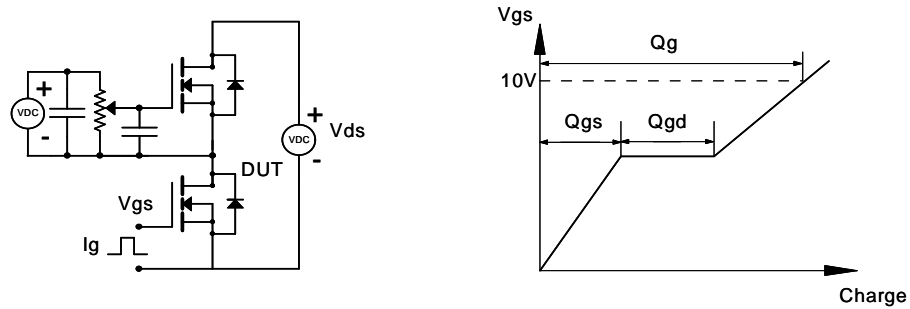 +
VDC
-
+
VDC
-
Vds
DUT
Vgs
Ig
Vgs
Qg
10V
Qgs
Qgd
Charge